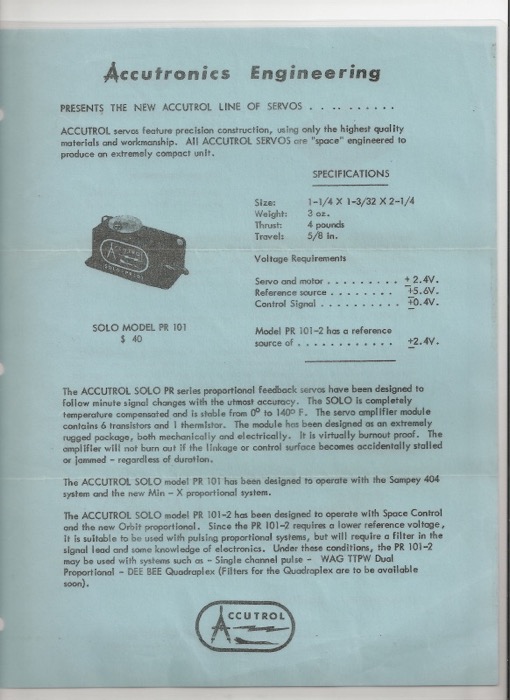 Accutronics Engineering
PRESENTS THE NEW ACCUTROL LINE OF SERVOS . . .. . . . . . .
ACCUTROL servos feature precision construction, using only the highest quality
materials and workmanship. All ACCUTROL SERVOS are "space" engineered to
produce an extremely compact unit.
SPECIFICATIONS
Size: 1-1/4 X 1-3/32 X 2-1/4
Weight: 3 oz.
Thrust: 4 pounds
Travel: 5/8 In.
Voltage Requirements
Servo and motor . . . . . . . . . ±2.4V.
Reference source . . . . . . . . ±5.6V.
Control Signal . . . . . . . . . . ±0.4V.
ACCUTROL
SOLO MODEL PR 101
$ 40
Model PR 101-2 has a reference
source of . . . . . . . . . . . . ±2.4V.
The ACCUTROL SOLO PR series proportional feedback servos have been designed to
follow minute signal changes with the utmost accuracy. The SOLO is completely
temperature compensated and is stable from 0° to 140° F. The servo amplifier module
contains 6 transistors and 1 thermistor. The module has been designed as an extremely
rugged package, both mechanically and electrically. It is virtually burnout proof. The
amplifier will not burn out if the linkage or control surface becomes accidentally stalled
or jammed - regardless of duration.
The ACCUTROL SOLO model PR 101 has been designed to operate with the Sampey 404
system and the new Min - X proportional system.
The ACCUTROL SOLO model PR 101-2 has been designed to operate with Space Control
and the new Orbit proportional. Since the PR 101-2 requires a lower reference voltage,
it is suitable to be used with pulsing proportional systems, but will require a filter in the
signal lead and some knowledge of electronics. Under these conditions, the PR 101-2
may be used with systems such as - Single channel pulse - WAG TTPW Dual
Proportional - DEE BEE Quadraplex (Filters for the Quadraplex are to be available
soon).
ACCUTROL